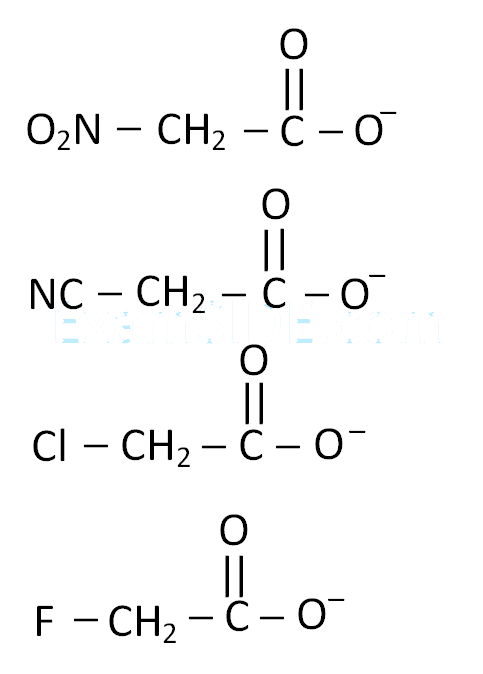 O
||
O₂N – CH₂ – C – O⁻
O
||
NC – CH₂ – C – O⁻
O
||
Cl – CH₂ – C – O⁻
O
||
F – CH₂ – C – O⁻